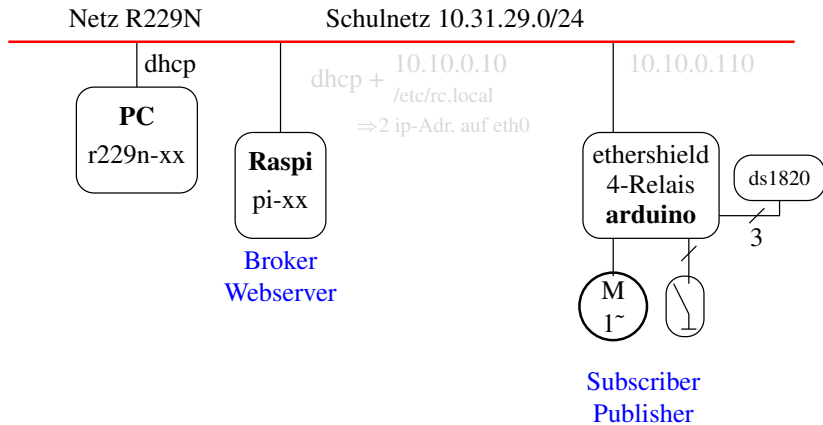 Netz R229N
Schulnetz 10.31.29.0/24
dhcp
dhcp + 10.10.0.10
/etc/rc.local
⇒2 ip-Adr. auf eth0
10.10.0.110
PC
r229n-xx
Raspi
pi-xx
Broker
Webserver
ethershield
4-Relais
arduino
ds1820
3
M
1~
Subscriber
Publisher